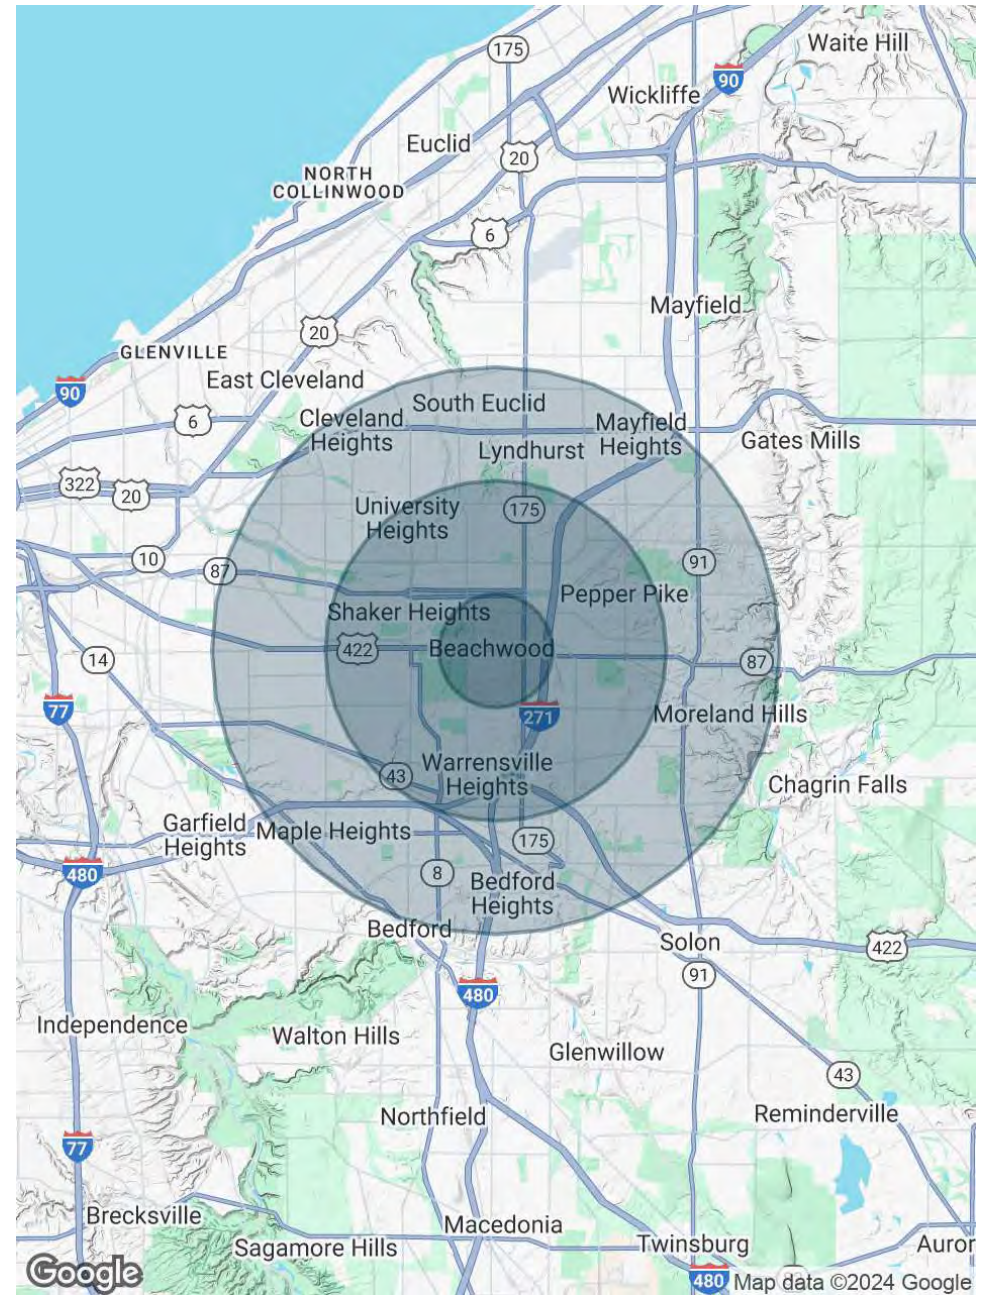 Waite Hill
175
90
Wickliffe
Euclid
20
NORTH
COLLINWOOD
6
Mayfield
20
GLENVILLE
East Cleveland
90
South Euclid
6
Cleveland
Heights
Mayfield
Heights
Gates Mills
Lyndhurst
322
20
University
Heights
175
10
87
91
Pepper Pike
Shaker Heights
422
Beachwood
14
87
77
271
Moreland Hills
Warrensville
Heights
43
Chagrin Falls
Garfield
Heights
Maple Heights
175
480
8
Bedford
Heights
Bedford
Solon
422
91
480
Independence
Walton Hills
Glenwillow
43
Northfield
Reminderville
77
Brecksville
Macedonia
Sagamore Hills
Twinsburg
Auror
Google
480
Map data ©2024 Google